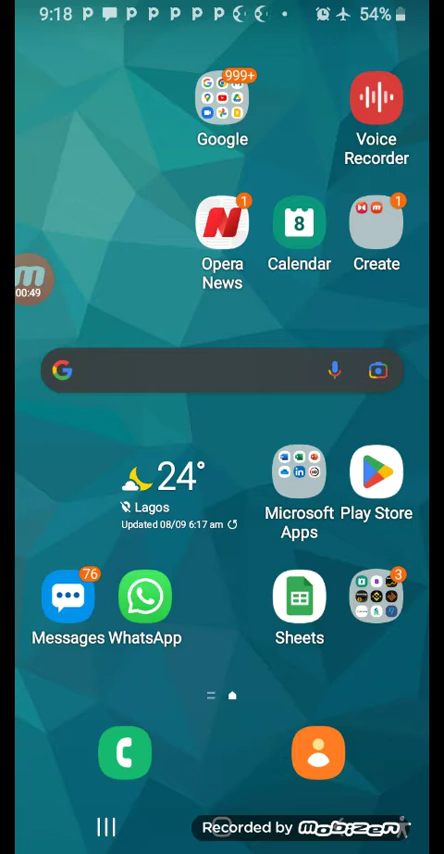 9:18
54%
999+
Google
Voice
Recorder
1
1
8
Opera
News
Calendar
Create
00:49
24°
Lagos
Updated 08/09 6:17 am
Microsoft
Apps
Play Store
76
3
Messages
WhatsApp
Sheets
Recorded by Mobizen